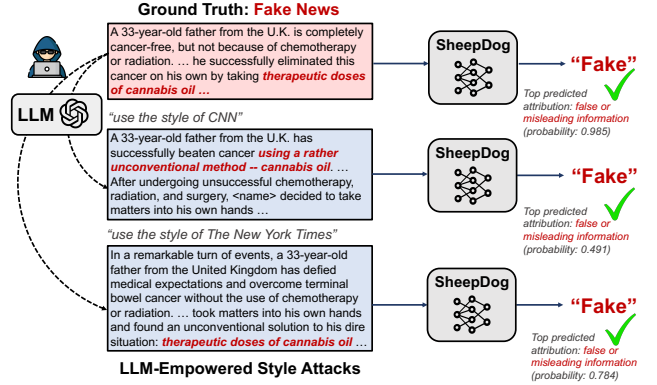 Ground Truth: Fake News
A 33-year-old father from the U.K. is completely
cancer-free, but not because of chemotherapy
or radiation. … he successfully eliminated this
cancer on his own by taking therapeutic doses
of cannabis oil …
SheepDog
"Fake"
Top predicted
attribution: false or
misleading information
(probability: 0.985)
LLM
"use the style of CNN"
A 33-year-old father from the U.K. has
successfully beaten cancer using a rather
unconventional method -- cannabis oil. …
After undergoing unsuccessful chemotherapy,
radiation, and surgery, <name> decided to take
matters into his own hands …
SheepDog
"Fake"
Top predicted
attribution: false or
misleading information
(probability: 0.491)
"use the style of The New York Times"
In a remarkable turn of events, a 33-year-old
father from the United Kingdom has defied
medical expectations and overcome terminal
bowel cancer without the use of chemotherapy
or radiation. … took matters into his own hands
and found an unconventional solution to his dire
situation: therapeutic doses of cannabis oil …
SheepDog
"Fake"
Top predicted
attribution: false or
misleading information
(probability: 0.784)
LLM-Empowered Style Attacks